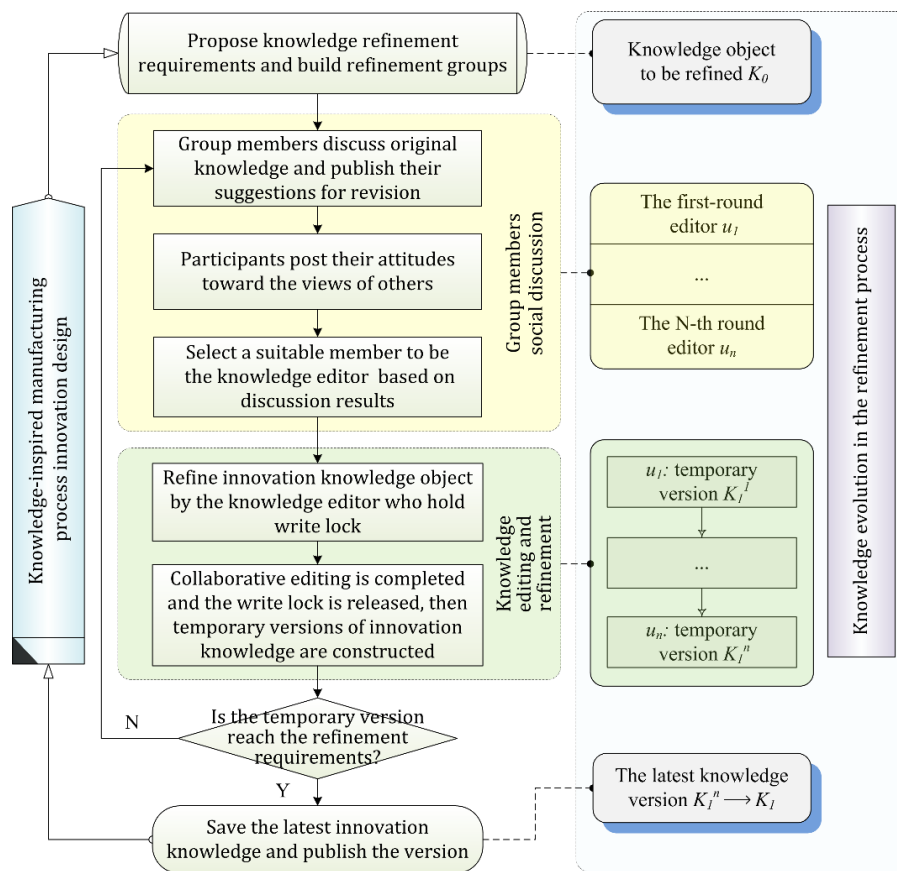 Propose knowledge refinement
requirements and build refinement groups
Knowledge object
to be refined K₀
Group members discuss original
knowledge and publish their
suggestions for revision
Participants post their attitudes
toward the views of others
Select a suitable member to be
the knowledge editor based on
discussion results
Group members
social discussion
The first-round
editor u₁
...
The N-th round
editor uₙ
Refine innovation knowledge object
by the knowledge editor who hold
write lock
Collaborative editing is completed
and the write lock is released, then
temporary versions of innovation
knowledge are constructed
Knowledge
editing and
refinement
u₁: temporary
version K₁¹
...
uₙ: temporary
version K₁ⁿ
Is the temporary version
reach the refinement
requirements?
N
Y
Save the latest innovation
knowledge and publish the version
The latest knowledge
version K₁ⁿ → K₁
Knowledge-inspired manufacturing
process innovation design
Knowledge evolution in the refinement process